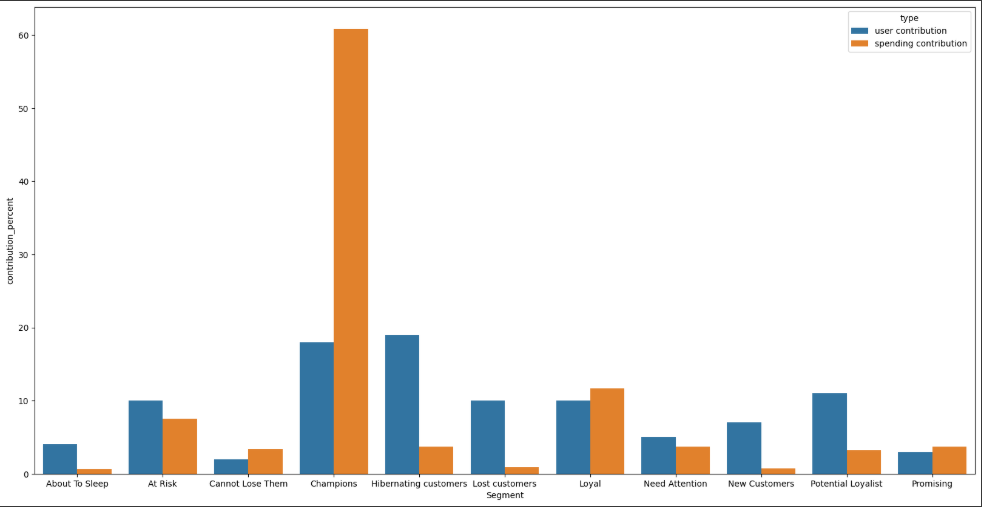 type
user contribution
spending contribution
60
50
40
30
20
10
0
contribution_percent
About To Sleep At Risk Cannot Lose Them Champions Hibernating customers Lost customers Loyal Need Attention New Customers Potential Loyalist Promising
Segment